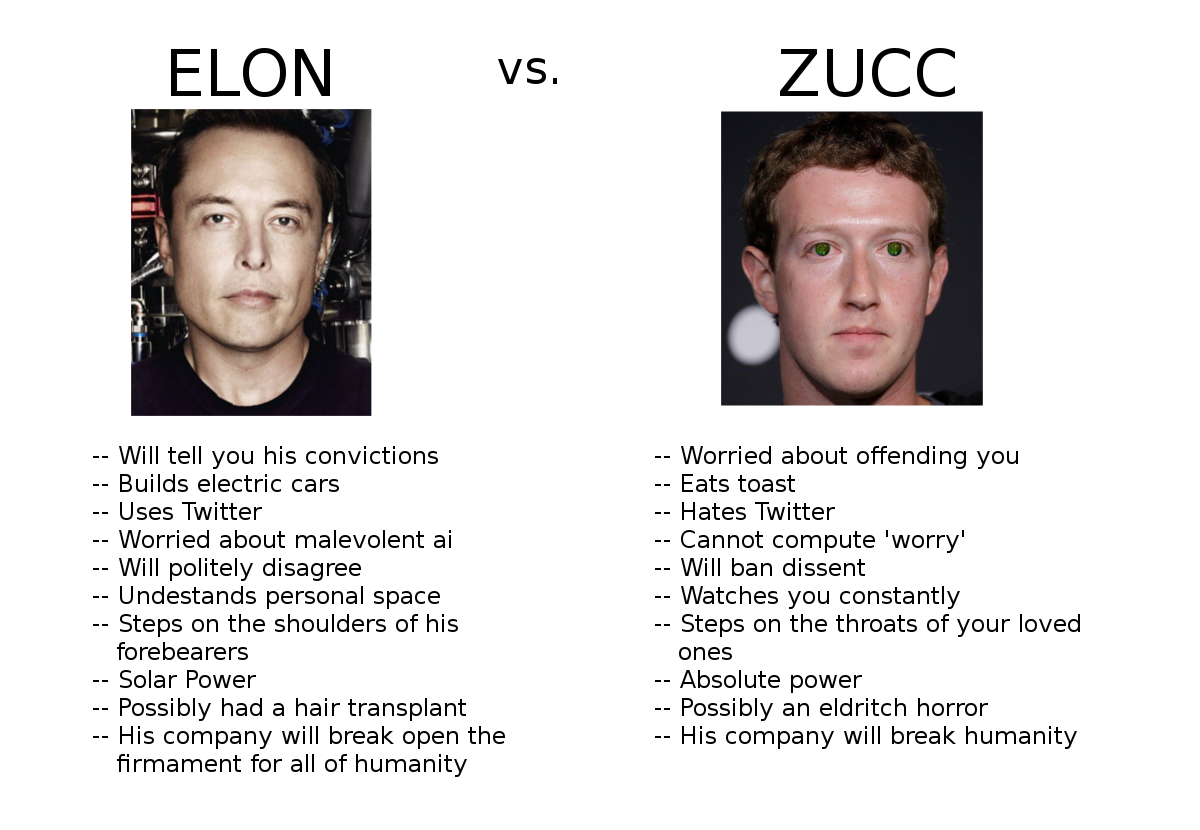 ELON
vs.
ZUCC
-- Will tell you his convictions
-- Builds electric cars
-- Uses Twitter
-- Worried about malevolent ai
-- Will politely disagree
-- Undestands personal space
-- Steps on the shoulders of his
forebearers
-- Solar Power
-- Possibly had a hair transplant
-- His company will break open the
firmament for all of humanity
-- Worried about offending you
-- Eats toast
-- Hates Twitter
-- Cannot compute 'worry'
-- Will ban dissent
-- Watches you constantly
-- Steps on the throats of your loved
ones
-- Absolute power
-- Possibly an eldritch horror
-- His company will break humanity